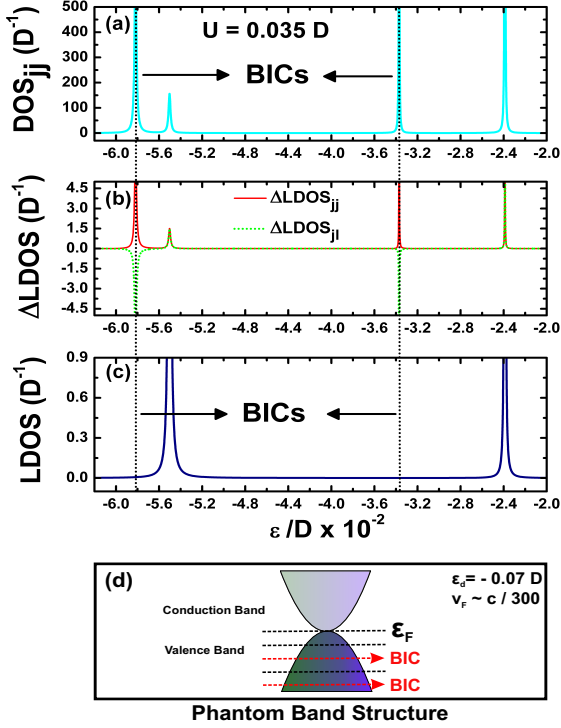 (a)
U = 0.035 D
BICs
DOSjj (D-1)
500
400
300
200
100
0
-6.0 -5.6 -5.2 -4.8 -4.4 -4.0 -3.6 -3.2 -2.8 -2.4 -2.0
(b)
ΔLDOSjj
ΔLDOSjl
ΔLDOS (D-1)
4.5
3.0
1.5
0.0
-1.5
-3.0
-4.5
-6.0 -5.6 -5.2 -4.8 -4.4 -4.0 -3.6 -3.2 -2.8 -2.4 -2.0
(c)
BICs
LDOS (D-1)
0.9
0.6
0.3
0.0
-6.0 -5.6 -5.2 -4.8 -4.4 -4.0 -3.6 -3.2 -2.8 -2.4 -2.0
ε/D x 10-2
(d)
εd= - 0.07 D
vF ~ c / 300
Conduction Band
εF
Valence Band
BIC
BIC
Phantom Band Structure